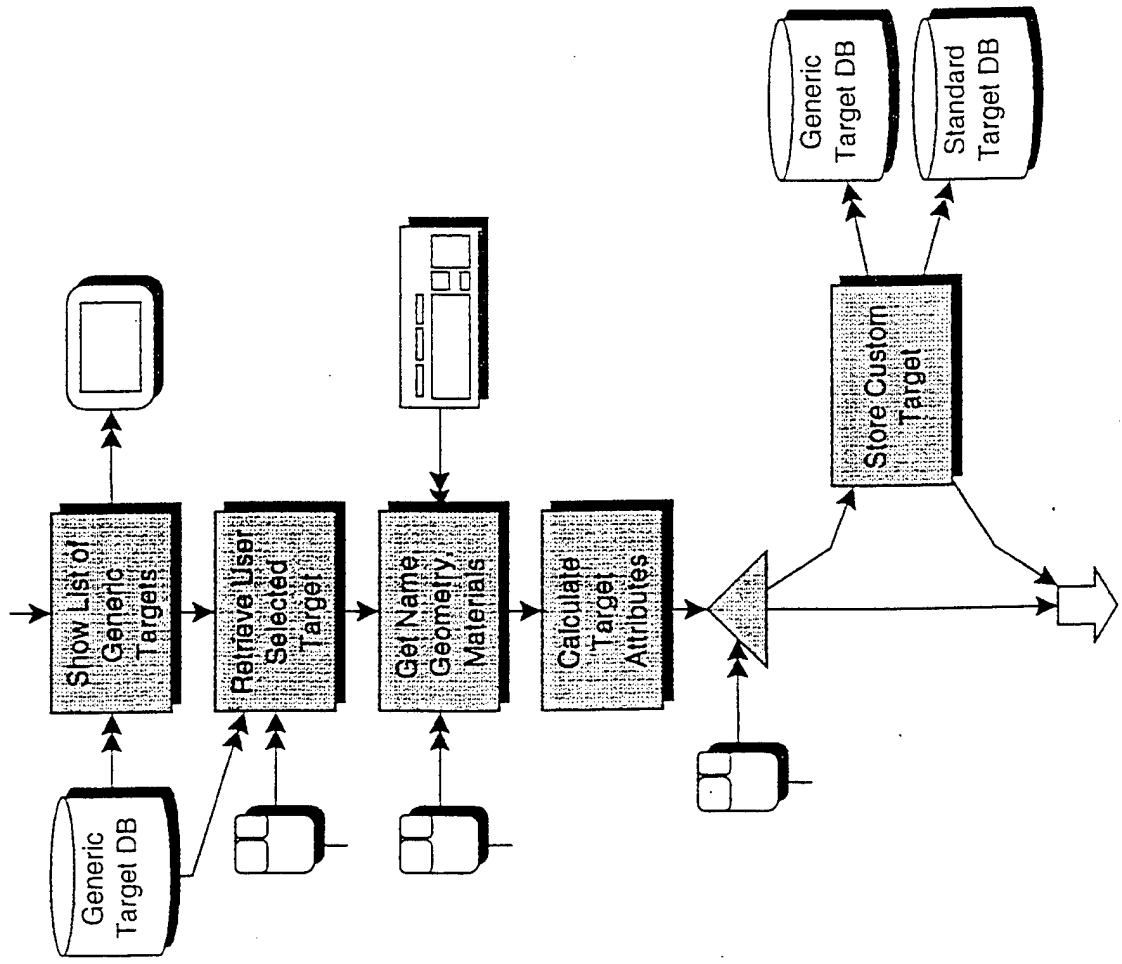 Generic
Target DB
Show List of
Generic
Targets
Retrieve User
Selected
Target
Get Name,
Geometry,
Materials
Calculate
Target
Attributes
Store Custom
Target
Generic
Target DB
Standard
Target DB